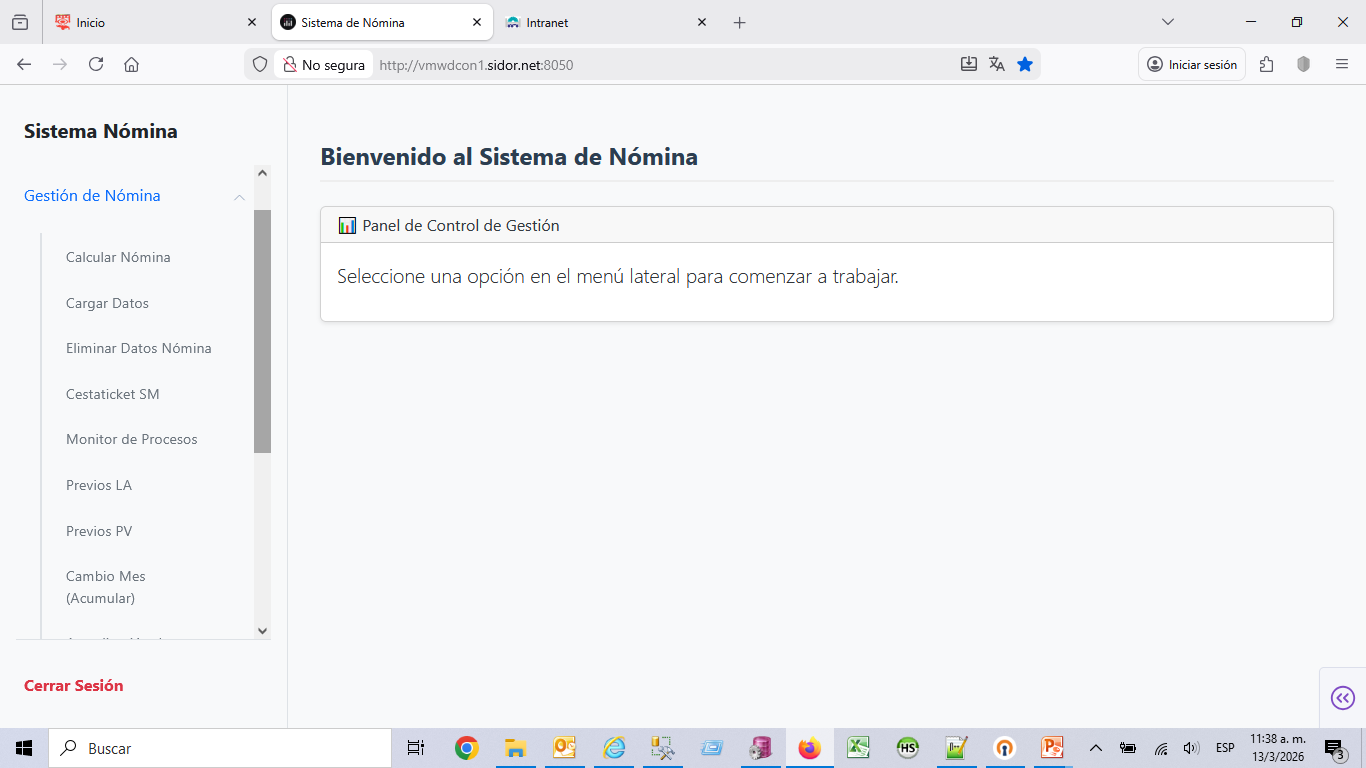 Inicio
Sistema de Nómina
Intranet
No segura
http://vmwdcon1.sidor.net:8050
Iniciar sesión
Sistema Nómina
Gestión de Nómina
Calcular Nómina
Cargar Datos
Eliminar Datos Nómina
Cestaticket SM
Monitor de Procesos
Previos LA
Previos PV
Cambio Mes
(Acumular)
Cerrar Sesión
Bienvenido al Sistema de Nómina
Panel de Control de Gestión
Seleccione una opción en el menú lateral para comenzar a trabajar.
Buscar
HS
ESP
11:38 a. m.
13/3/2026
3